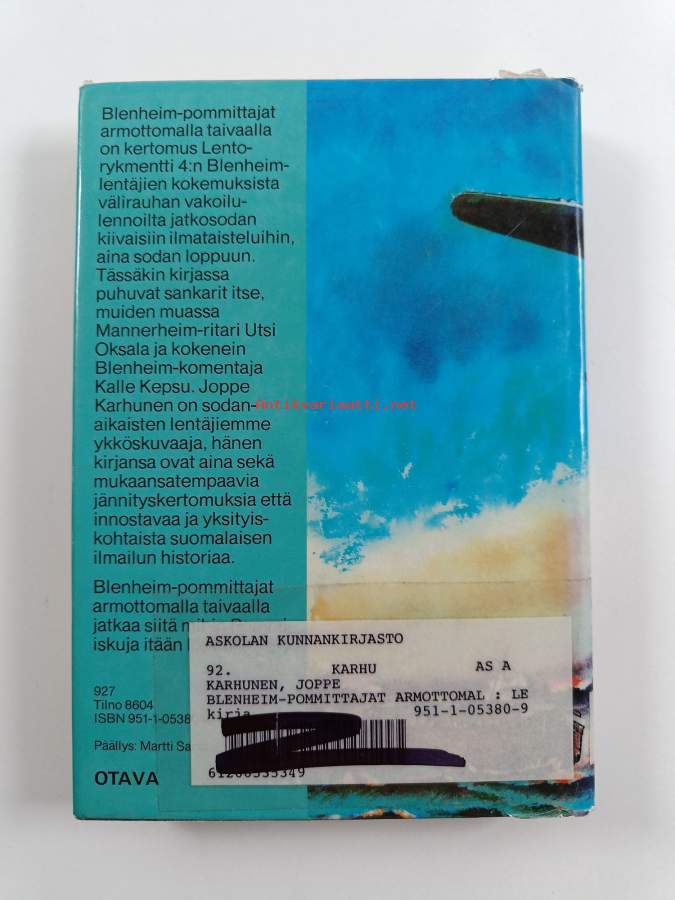 Blenheim-pommittajat
armottomalla taivaalla
on kertomus Lento-
rykmentti 4:n Blenheim-
lentäjien kokemuksista
välirauhan vakoilu-
lennoilta jatkosodan
kiivaisiin ilmataisteluihin,
aina sodan loppuun.
Tässäkin kirjassa
puhuvat sankarit itse,
muiden muassa
Mannerheim-ritari Utsi
Oksala ja kokenein
Blenheim-komentaja
Kalle Kepsu. Joppe
Karhunen on sodan-
aikaisten lentäjiemme
ykköskuvaaja, hänen
kirjansa ovat aina sekä
mukaansatempaavia
jännityskertomuksia että
innostavaa ja yksityis-
kohtaista suomalaisen
ilmailun historiaa.
Antikvariaatti.net
Blenheim-pommittajat
armottomalla taivaalla
jatkaa siitä
iskuja itään
927
Tilno 8604
ISBN 951-1-0538
Päällys: Martti Sa
OTAVA
ASKOLAN KUNNANKIRJASTO
92. KARHU AS A
KARHUNEN, JOPPE
BLENHEIM-POMMITTAJAT ARMOTTOMAL : LE
kirja 951-1-05380-9